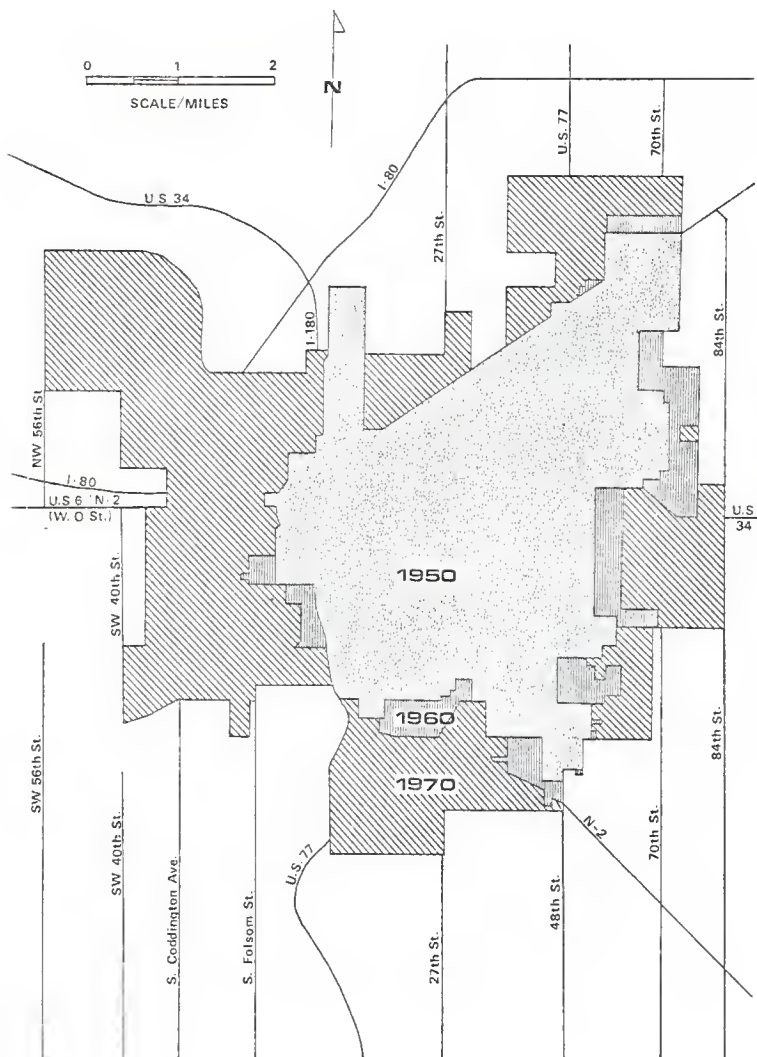 0 1 2
SCALE/MILES
N
U.S. 77
70th St.
I-80
U.S 34
27th St.
I-180
84th St.
NW 56th St.
I-80
U.S 6 N-2
(W. O St.)
U.S
34
1950
SW 40th St.
1960
1970
SW 56th St.
SW 40th St.
S. Coddington Ave.
S. Folsom St.
U.S. 77
27th St.
48th St.
N-2
70th St.
84th St.